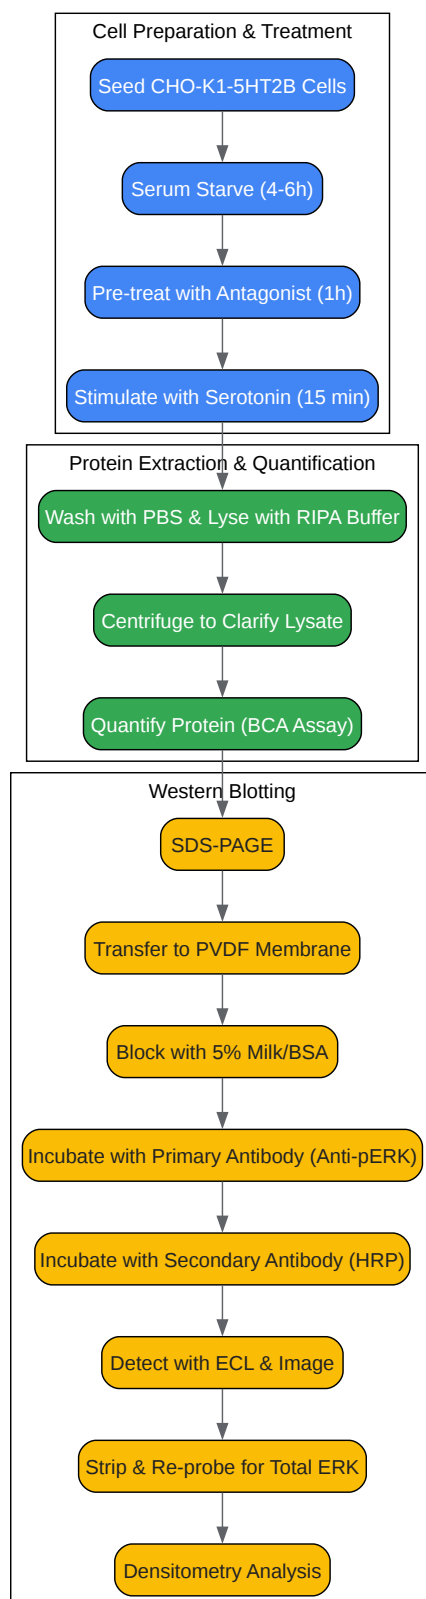 Cell Preparation & Treatment
Seed CHO-K1-5HT2B Cells
Serum Starve (4-6h)
Pre-treat with Antagonist (1h)
Stimulate with Serotonin (15 min)
Protein Extraction & Quantification
Wash with PBS & Lyse with RIPA Buffer
Centrifuge to Clarify Lysate
Quantify Protein (BCA Assay)
Western Blotting
SDS-PAGE
Transfer to PVDF Membrane
Block with 5% Milk/BSA
Incubate with Primary Antibody (Anti-pERK)
Incubate with Secondary Antibody (HRP)
Detect with ECL & Image
Strip & Re-probe for Total ERK
Densitometry Analysis